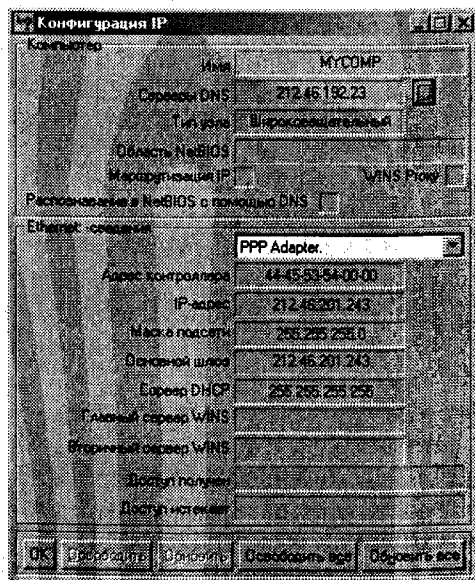 Конфигурация IP
Компьютер
Имя MYCOMP
Серверы DNS 212.46.192.23
Тип узла Широковещательный
Область NetBIOS
Маршрутизация IP WINS Proxy
Распознавание в NetBIOS с помощью DNS
Ethernet -сведения
PPP Adapter.
Адрес контроллера 44-45-53-54-00-00
IP-адрес 212.46.201.243
Маска подсети 255.255.255.0
Основной шлюз 212.46.201.243
Сервер DHCP 255.255.255.255
Главный сервер WINS
Вторичный сервер WINS
Доступ получен
Доступ истекает
OK Освободить Обновить Освободить все Обновить все